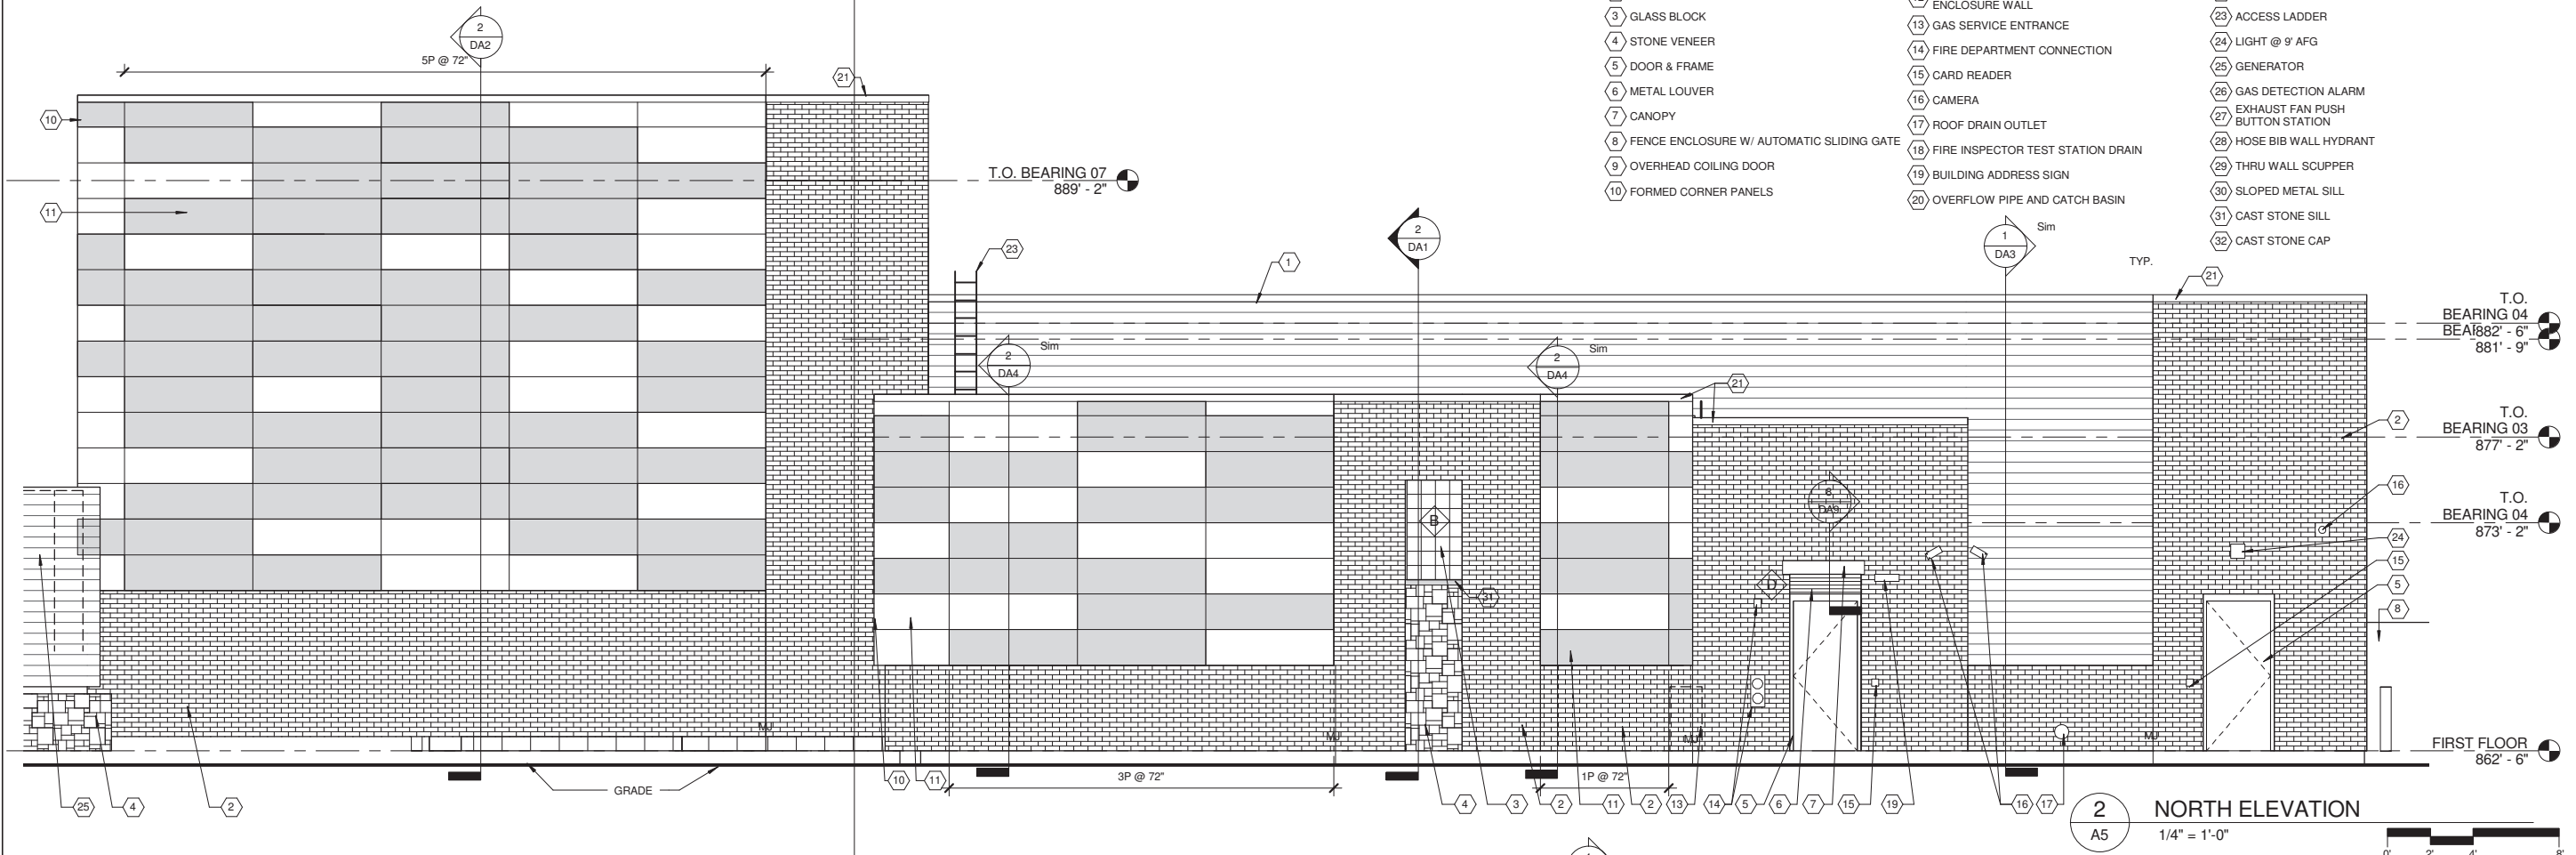 3 GLASS BLOCK
4 STONE VENEER
5 DOOR & FRAME
6 METAL LOUVER
7 CANOPY
8 FENCE ENCLOSURE W/ AUTOMATIC SLIDING GATE
9 OVERHEAD COILING DOOR
10 FORMED CORNER PANELS
ENCLOSURE WALL
13 GAS SERVICE ENTRANCE
14 FIRE DEPARTMENT CONNECTION
15 CARD READER
16 CAMERA
17 ROOF DRAIN OUTLET
18 FIRE INSPECTOR TEST STATION DRAIN
19 BUILDING ADDRESS SIGN
20 OVERFLOW PIPE AND CATCH BASIN
23 ACCESS LADDER
24 LIGHT @ 9' AFG
25 GENERATOR
26 GAS DETECTION ALARM
27 EXHAUST FAN PUSH
BUTTON STATION
28 HOSE BIB WALL HYDRANT
29 THRU WALL SCUPPER
30 SLOPED METAL SILL
31 CAST STONE SILL
32 CAST STONE CAP
2
DA2
5P @ 72"
21
10
11
T.O. BEARING 07
889' - 2"
23
1
2
DA1
1
DA3
Sim
TYP.
21
2
DA4
Sim
2
DA4
Sim
21
T.O.
BEARING 04
882' - 6"
881' - 9"
T.O.
BEARING 03
877' - 2"
T.O.
BEARING 04
873' - 2"
FIRST FLOOR
862' - 6"
2
16
24
15
5
8
B
D
DA9
31
MJ
MJ
MJ
MJ
25
4
2
GRADE
10
11
3P @ 72"
1P @ 72"
4
3
2
11
2
13
14
5
6
7
15
19
16
17
2
A5
NORTH ELEVATION
1/4" = 1'-0"
0' 2' 4' 8'